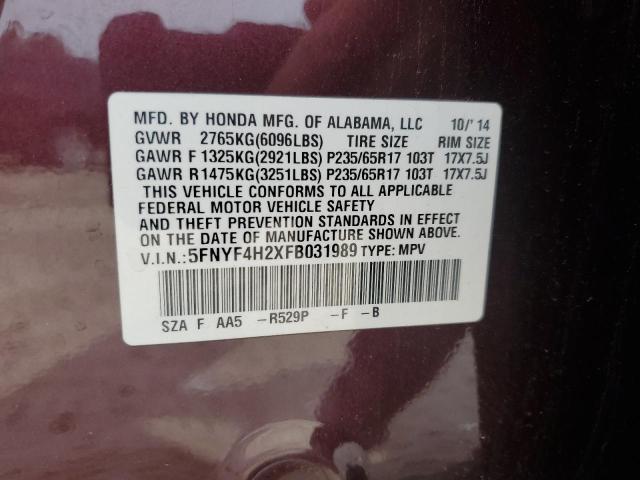 MFD. BY HONDA MFG. OF ALABAMA, LLC 10/'14
GVWR 2765KG(6096LBS) TIRE SIZE RIM SIZE
GAWR F 1325KG(2921LBS) P235/65R17 103T 17X7.5J
GAWR R1475KG(3251LBS) P235/65R17 103T 17X7.5J
THIS VEHICLE CONFORMS TO ALL APPLICABLE
FEDERAL MOTOR VEHICLE SAFETY
AND THEFT PREVENTION STANDARDS IN EFFECT
ON THE DATE OF MANUFACTURE SHOWN ABOVE.
V.I.N.:5FNYF4H2XFB031989 TYPE: MPV
SZA F AA5 -R529P -F -B